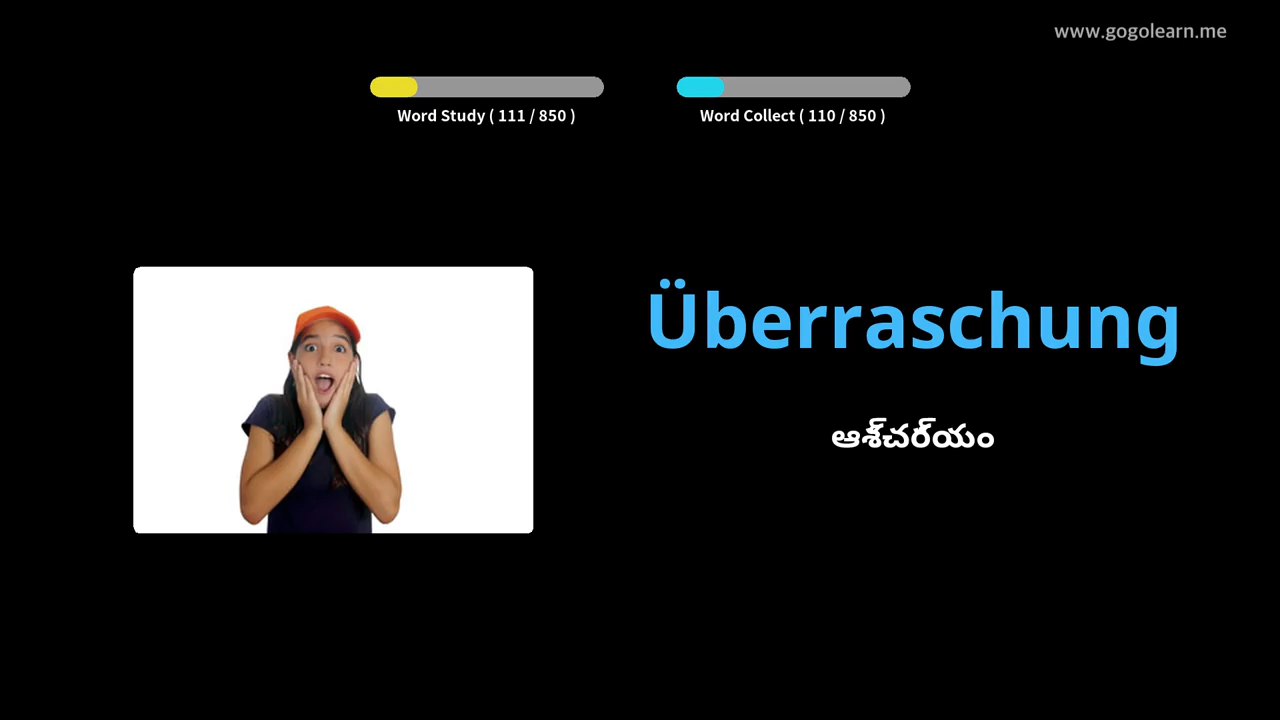 www.gogolearn.me
Word Study ( 111 / 850 )
Word Collect ( 110 / 850 )
Überraschung
ఆశ్చర్యం